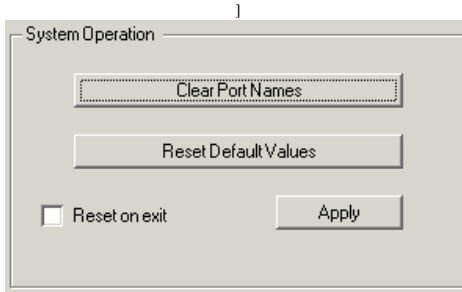 ]
System Operation
Clear Port Names
Reset Default Values
Reset on exit Apply